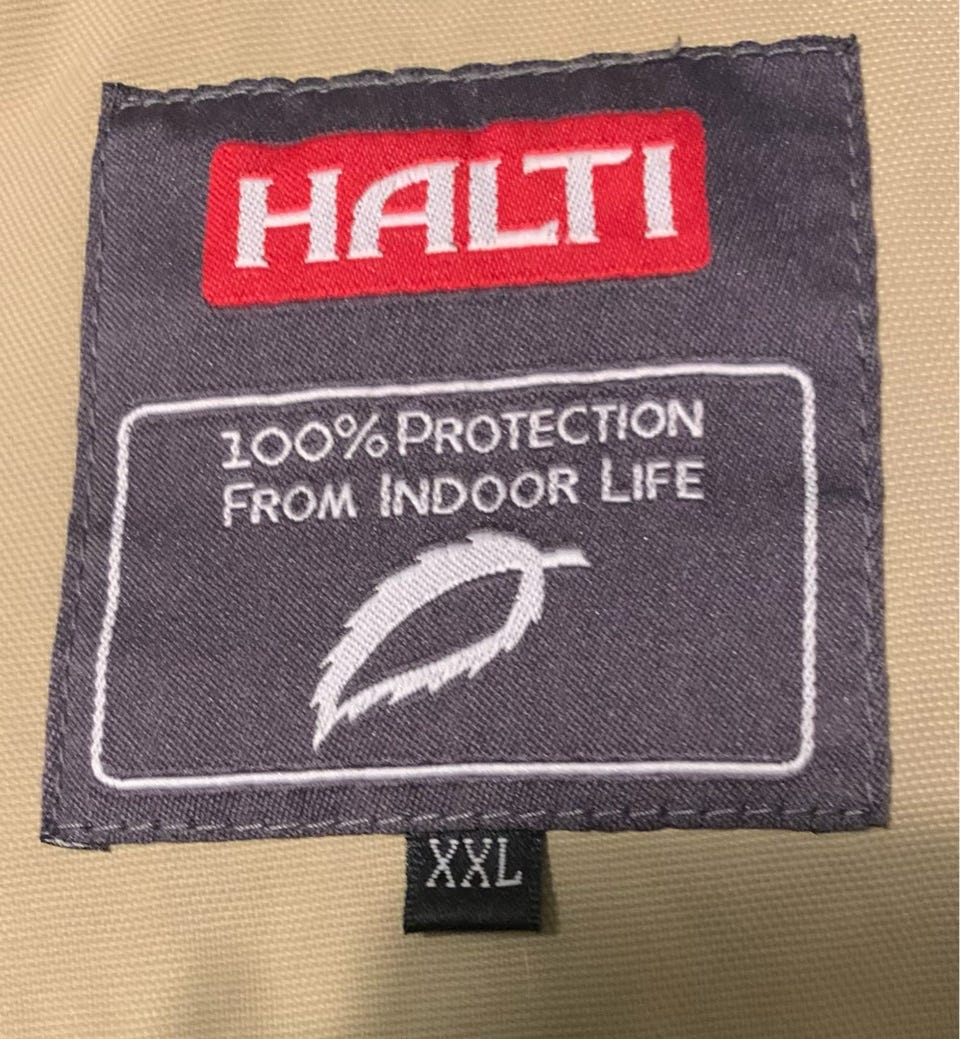 HALTI
100% PROTECTION
FROM INDOOR LIFE
XXL